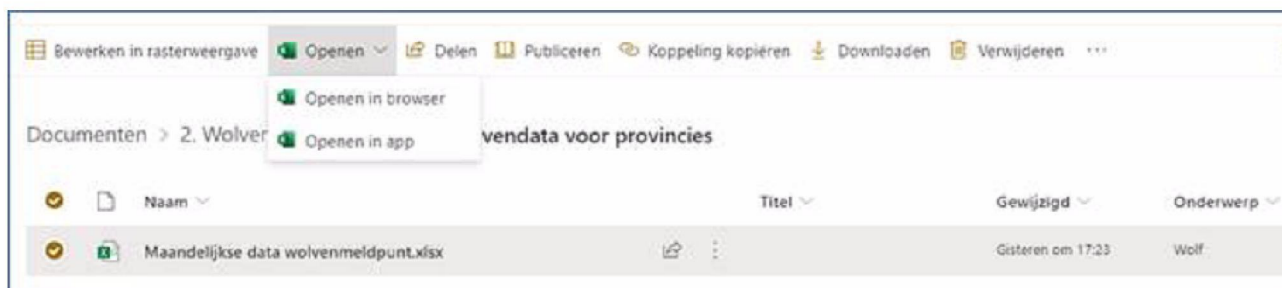 Bewerken in rasterweergave Openen Delen Publiceren Koppeling kopiëren Downloaden Verwijderen ...
Openen in browser
Documenten > 2. Wolven vendata voor provincies
Openen in app
Naam Titel Gewijzigd Onderwerp
Maandelijkse data wolvenmeldpunt.xlsx Gisteren om 17:23 Wolf